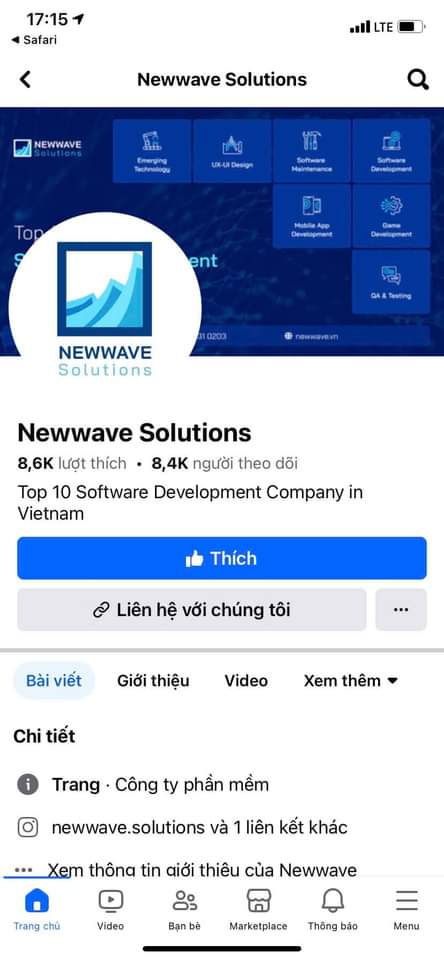 17:15
LTE
Safari
Newwave Solutions
NEWWAVE
Solutions
Emerging
Technology
UX-UI Design
Software
Maintenance
Software
Development
Mobile App
Development
Game
Development
QA & Testing
Top
S
ent
NEWWAVE
Solutions
31 0203
newwave.vn
Newwave Solutions
8,6K lượt thích • 8,4K người theo dõi
Top 10 Software Development Company in
Vietnam
Thích
Liên hệ với chúng tôi
Bài viết
Giới thiệu
Video
Xem thêm
Chi tiết
Trang · Công ty phần mềm
newwave.solutions và 1 liên kết khác
Xem thông tin giới thiệu của Newwave
Trang chủ
Video
Bạn bè
Marketplace
Thông báo
Menu